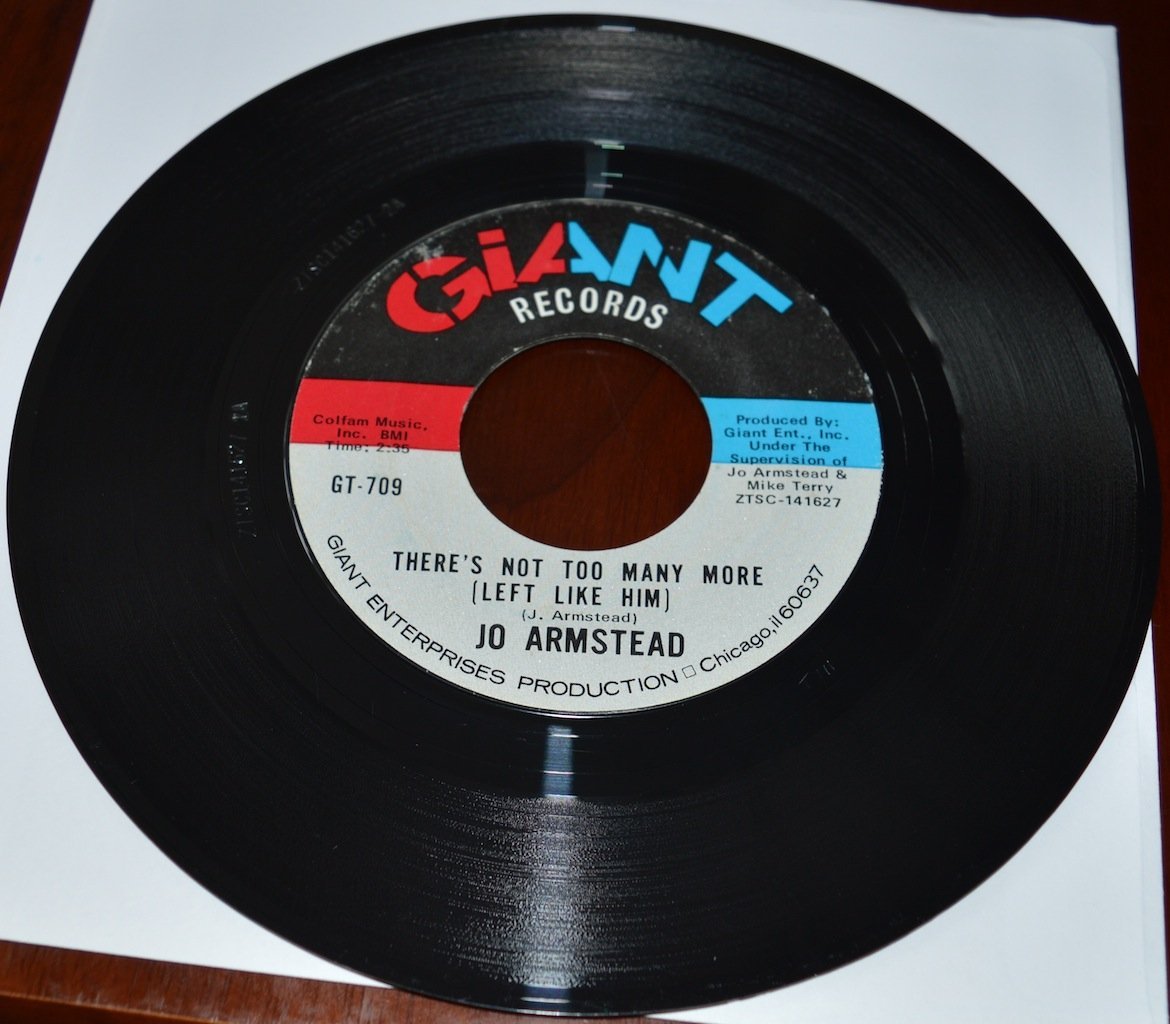 GiANT
RECORDS
Colfam Music,
Inc. BMI
Time: 2:35
GT-709
Produced By:
Giant Ent., Inc.
Under The
Supervision of
Jo Armstead &
Mike Terry
ZTSC-141627
THERE'S NOT TOO MANY MORE
(LEFT LIKE HIM)
(J. Armstead)
JO ARMSTEAD
GIANT ENTERPRISES PRODUCTION □ Chicago, il 60637